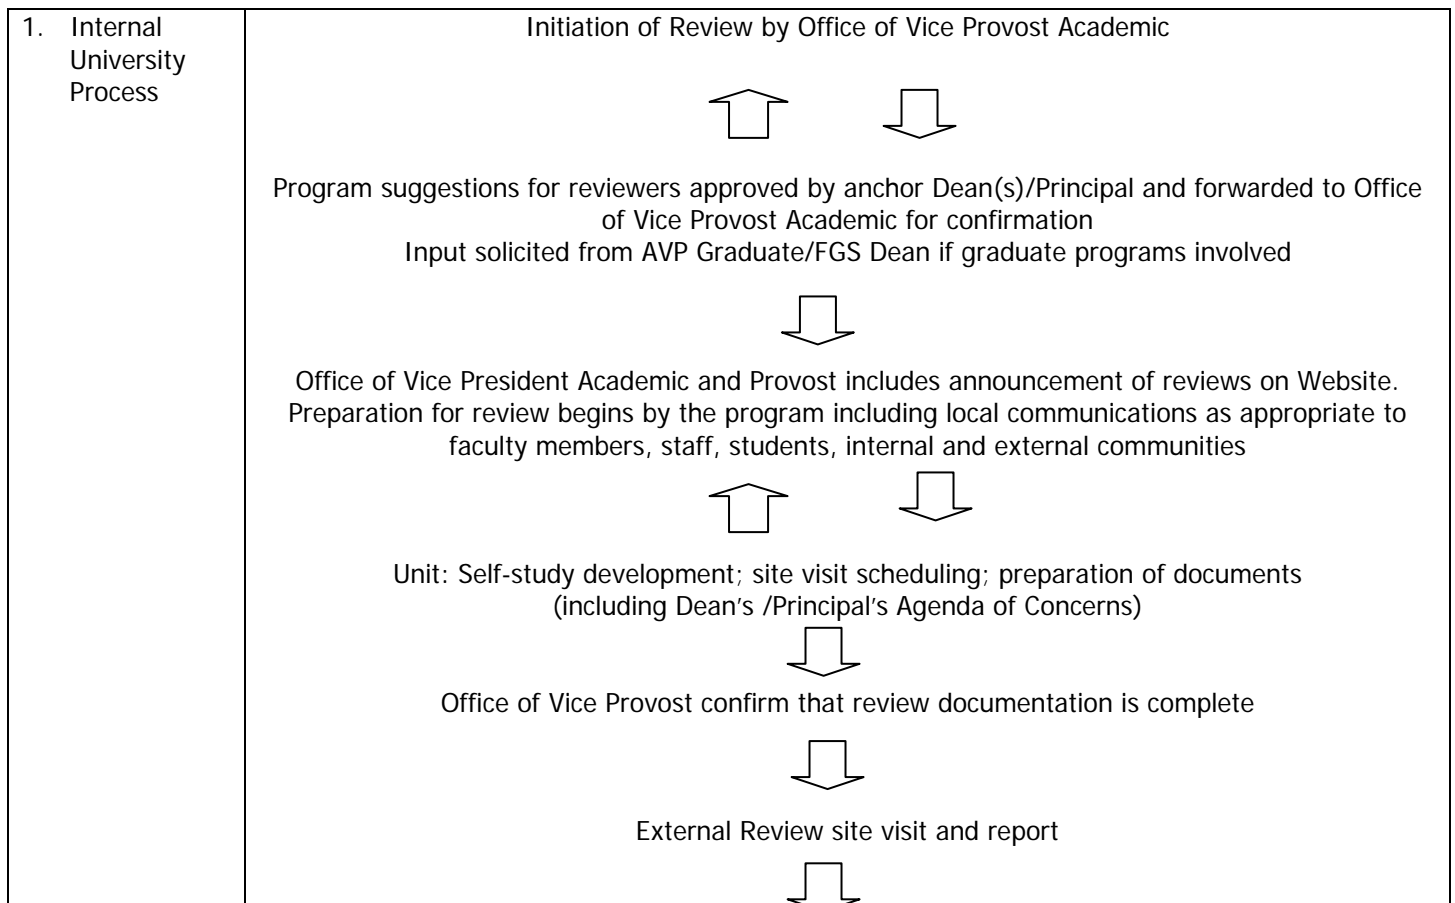 1. Internal
University
Process
Initiation of Review by Office of Vice Provost Academic
Program suggestions for reviewers approved by anchor Dean(s)/Principal and forwarded to Office
of Vice Provost Academic for confirmation
Input solicited from AVP Graduate/FGS Dean if graduate programs involved
Office of Vice President Academic and Provost includes announcement of reviews on Website.
Preparation for review begins by the program including local communications as appropriate to
faculty members, staff, students, internal and external communities
Unit: Self-study development; site visit scheduling; preparation of documents
(including Dean's /Principal's Agenda of Concerns)
Office of Vice Provost confirm that review documentation is complete
External Review site visit and report